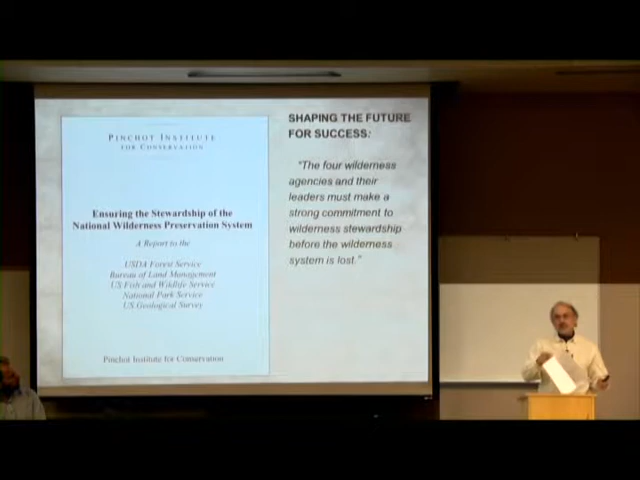 PINCHOT INSTITUTE
FOR CONSERVATION
Ensuring the Stewardship of the
National Wilderness Preservation System
A Report to the
USDA Forest Service
Bureau of Land Management
US Fish and Wildlife Service
National Park Service
US Geological Survey
Pinchot Institute for Conservation
SHAPING THE FUTURE
FOR SUCCESS:
"The four wilderness
agencies and their
leaders must make a
strong commitment to
wilderness stewardship
before the wilderness
system is lost."